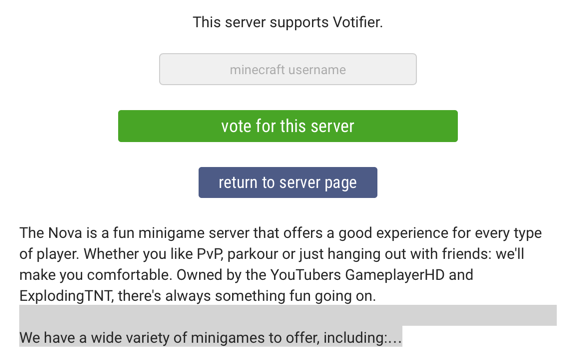 This server supports Votifier.
minecraft username
vote for this server
return to server page
The Nova is a fun minigame server that offers a good experience for every type
of player. Whether you like PvP, parkour or just hanging out with friends: we'll
make you comfortable. Owned by the YouTubers GameplayerHD and
ExplodingTNT, there's always something fun going on.
We have a wide variety of minigames to offer, including:...